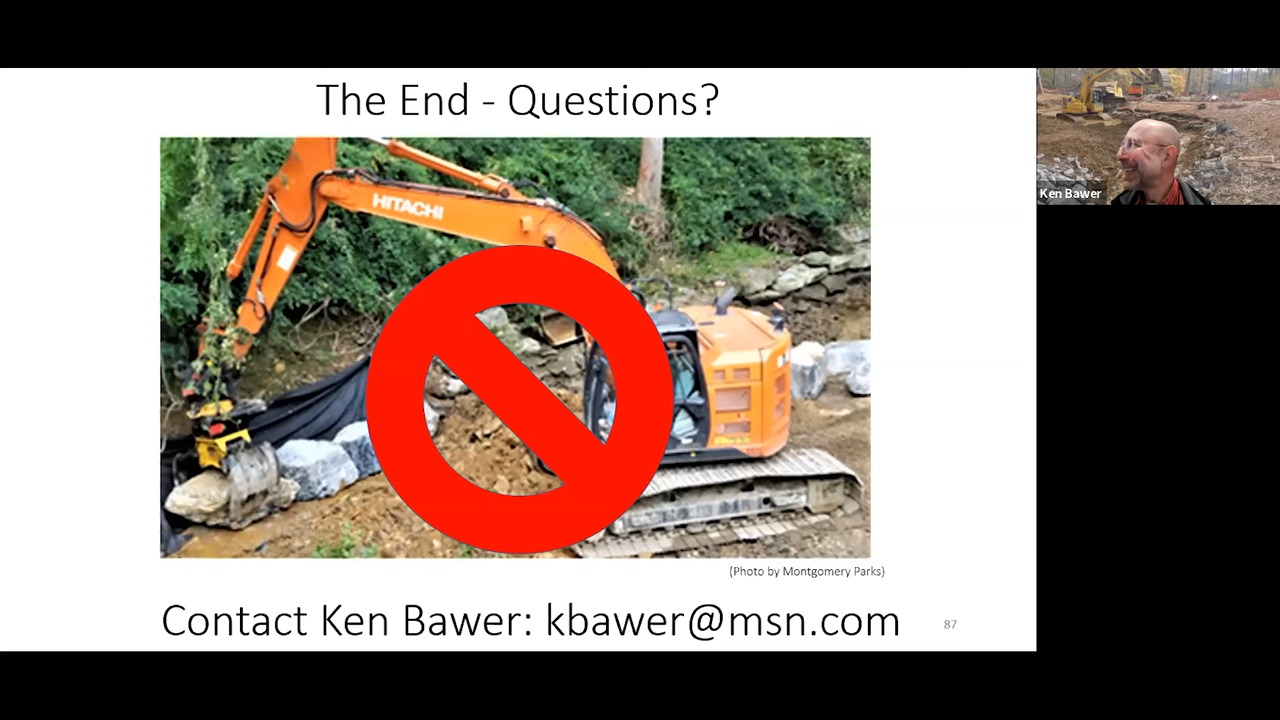 The End - Questions?
HITACHI
Ken Bawer
(Photo by Montgomery Parks)
Contact Ken Bawer: kbawer@msn.com
87